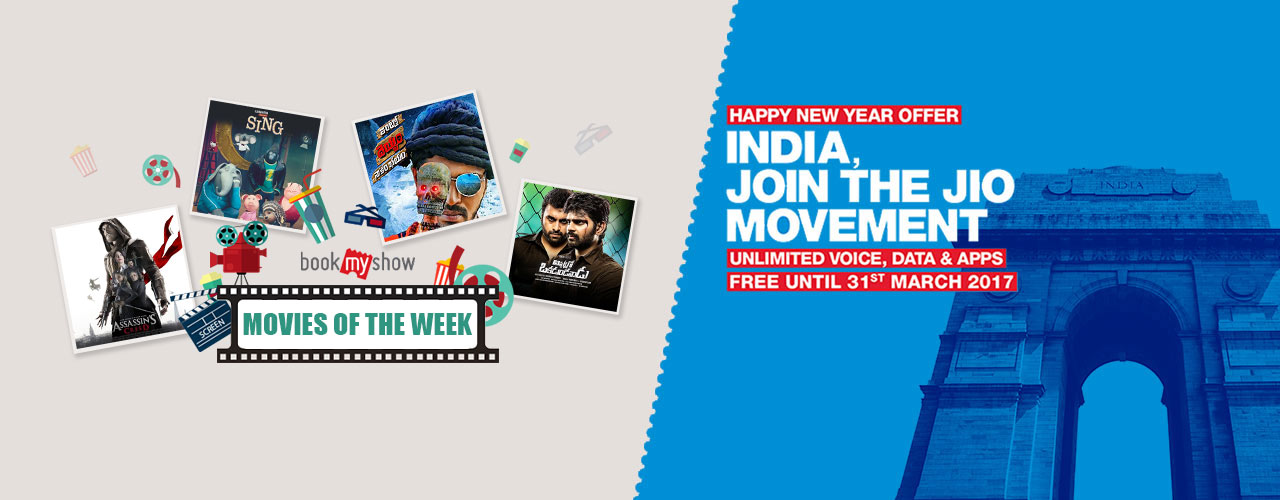 SING
ASSASSIN'S
CREED
bookmyshow
SCREEN
MOVIES OF THE WEEK
HAPPY NEW YEAR OFFER
INDIA,
JOIN THE JIO
MOVEMENT
UNLIMITED VOICE, DATA & APPS
FREE UNTIL 31ST MARCH 2017
INDIA